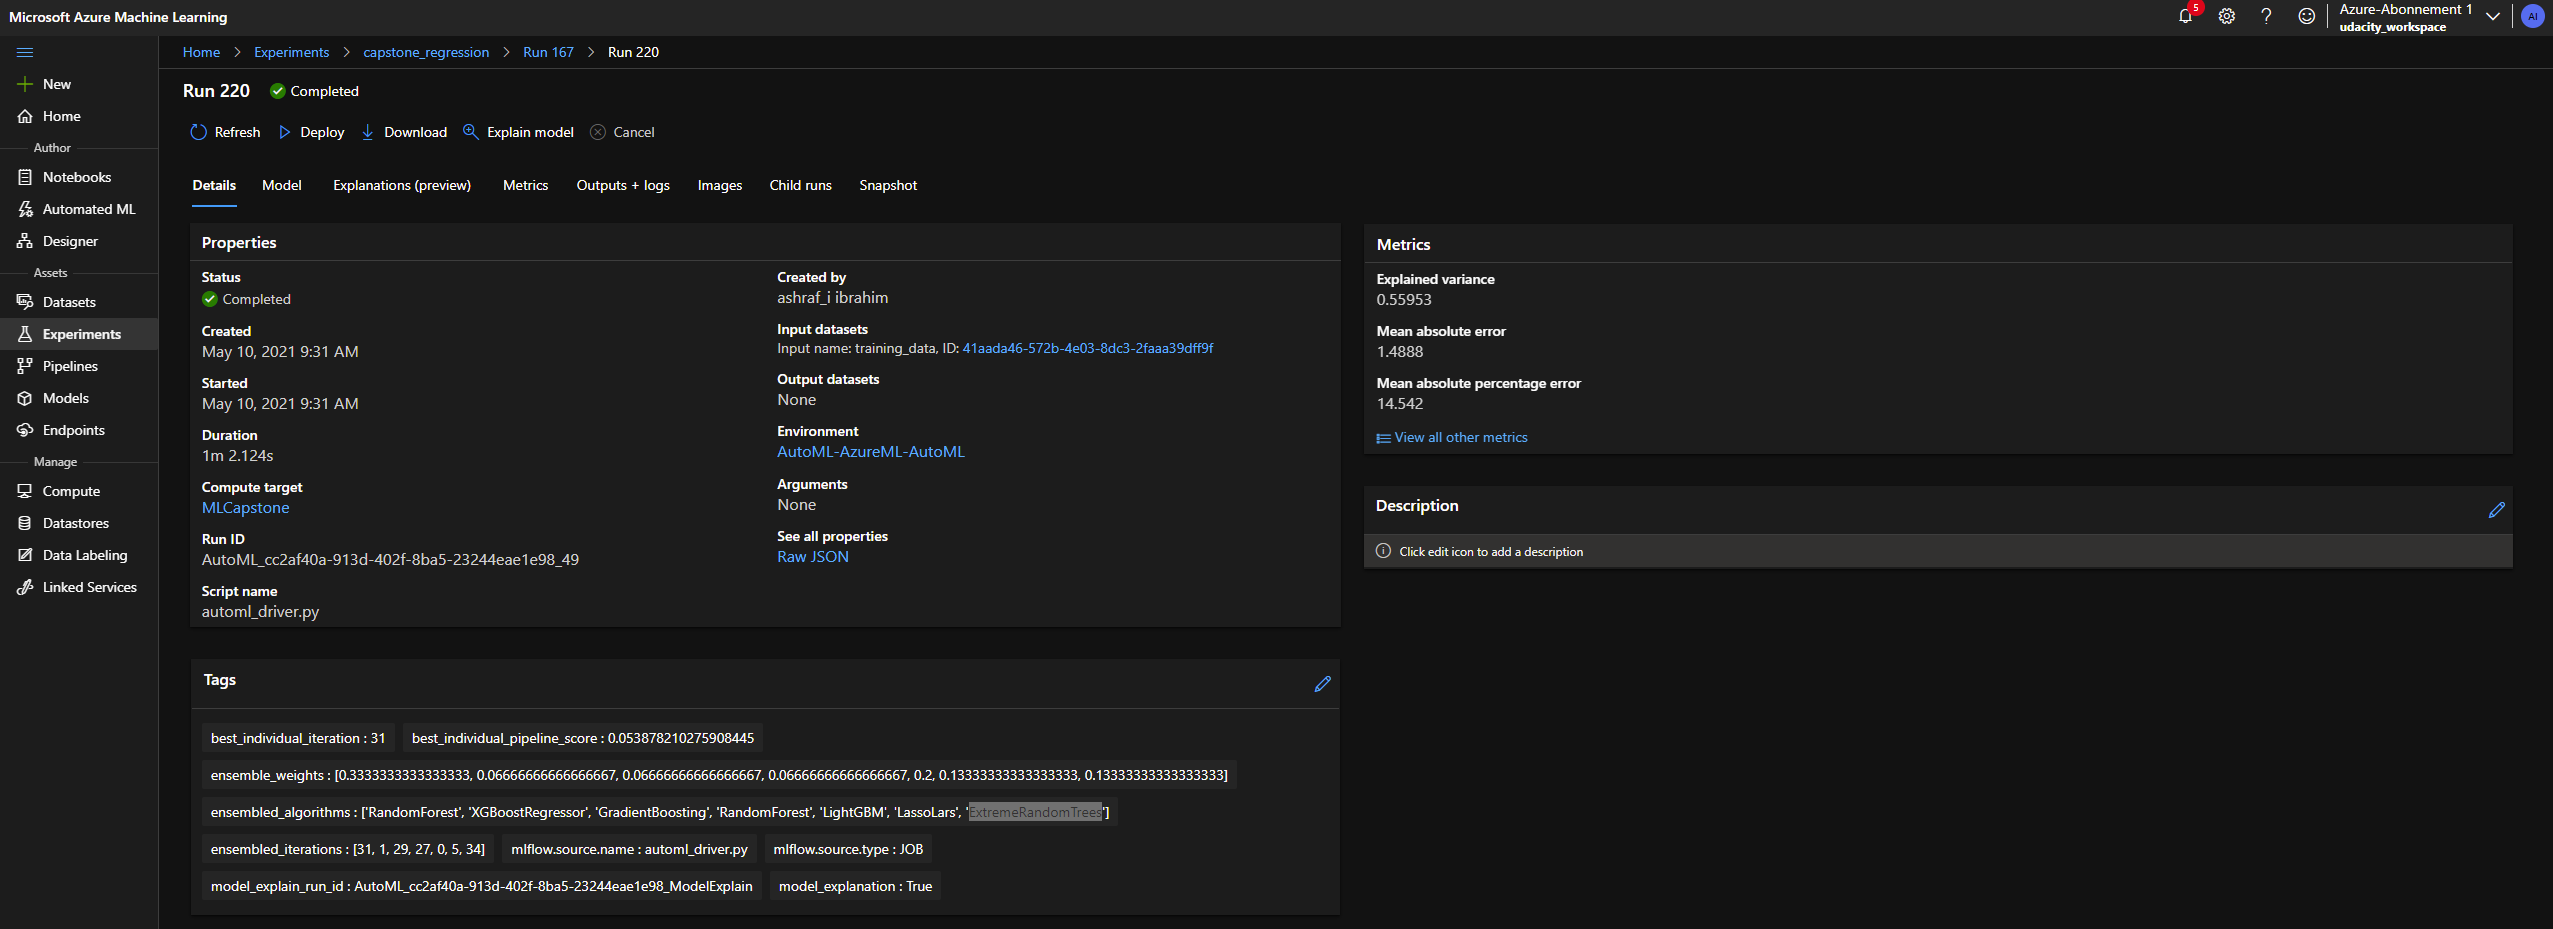 Microsoft Azure Machine Learning
5
Azure-Abonnement 1
udacity_workspace
AI
Home > Experiments > capstone_regression > Run 167 > Run 220
New
Home
Author
Notebooks
Automated ML
Designer
Assets
Datasets
Experiments
Pipelines
Models
Endpoints
Manage
Compute
Datastores
Data Labeling
Linked Services
Run 220 Completed
Refresh Deploy Download Explain model Cancel
Details Model Explanations (preview) Metrics Outputs + logs Images Child runs Snapshot
Properties
Status
Completed
Created
May 10, 2021 9:31 AM
Started
May 10, 2021 9:31 AM
Duration
1m 2.124s
Compute target
MLCapstone
Run ID
AutoML_cc2af40a-913d-402f-8ba5-23244eae1e98_49
Script name
automl_driver.py
Created by
ashraf_i ibrahim
Input datasets
Input name: training_data, ID: 41aada46-572b-4e03-8dc3-2faaa39dff9f
Output datasets
None
Environment
AutoML-AzureML-AutoML
Arguments
None
See all properties
Raw JSON
Metrics
Explained variance
0.55953
Mean absolute error
1.4888
Mean absolute percentage error
14.542
View all other metrics
Description
Click edit icon to add a description
Tags
best_individual_iteration : 31 best_individual_pipeline_score : 0.053878210275908445
ensemble_weights : [0.3333333333333333, 0.06666666666666667, 0.06666666666666667, 0.06666666666666667, 0.2, 0.13333333333333333, 0.13333333333333333]
ensembled_algorithms : ['RandomForest', 'XGBoostRegressor', 'GradientBoosting', 'RandomForest', 'LightGBM', 'LassoLars', 'ExtremeRandomTrees']
ensembled_iterations : [31, 1, 29, 27, 0, 5, 34] mlflow.source.name : automl_driver.py mlflow.source.type : JOB
model_explain_run_id : AutoML_cc2af40a-913d-402f-8ba5-23244eae1e98_ModelExplain model_explanation : True